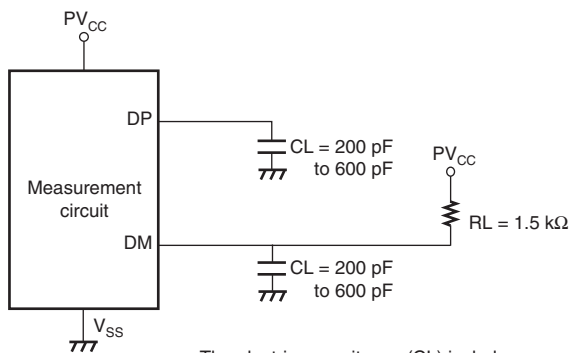 PVCC
DP
CL = 200 pF
to 600 pF
PVCC
Measurement
circuit
RL = 1.5 kΩ
DM
CL = 200 pF
to 600 pF
VSS